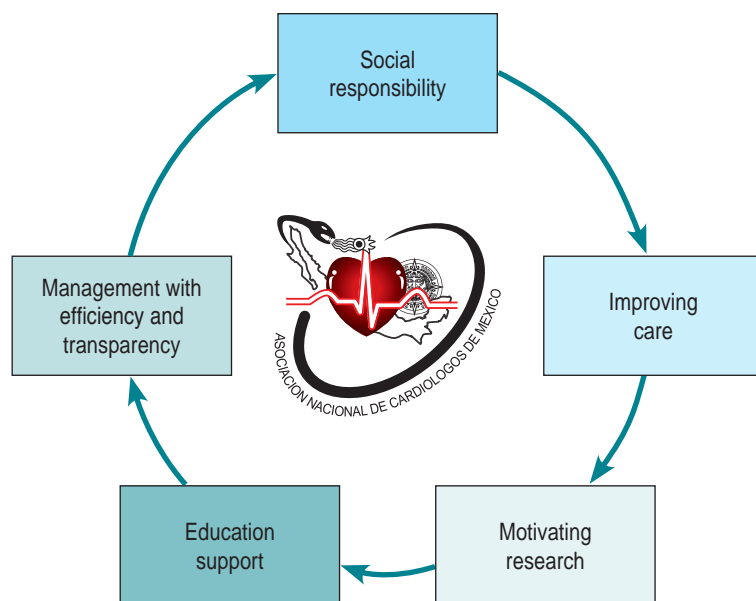 Social
responsibility
Improving
care
Motivating
research
Education
support
Management with
efficiency and
transparency
ASOCIACION NACIONAL DE CARDIOLOGOS DE MEXICO